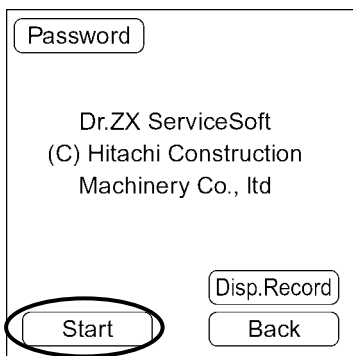 Password
Dr.ZX ServiceSoft
(C) Hitachi Construction
Machinery Co., ltd
Disp.Record
Start
Back